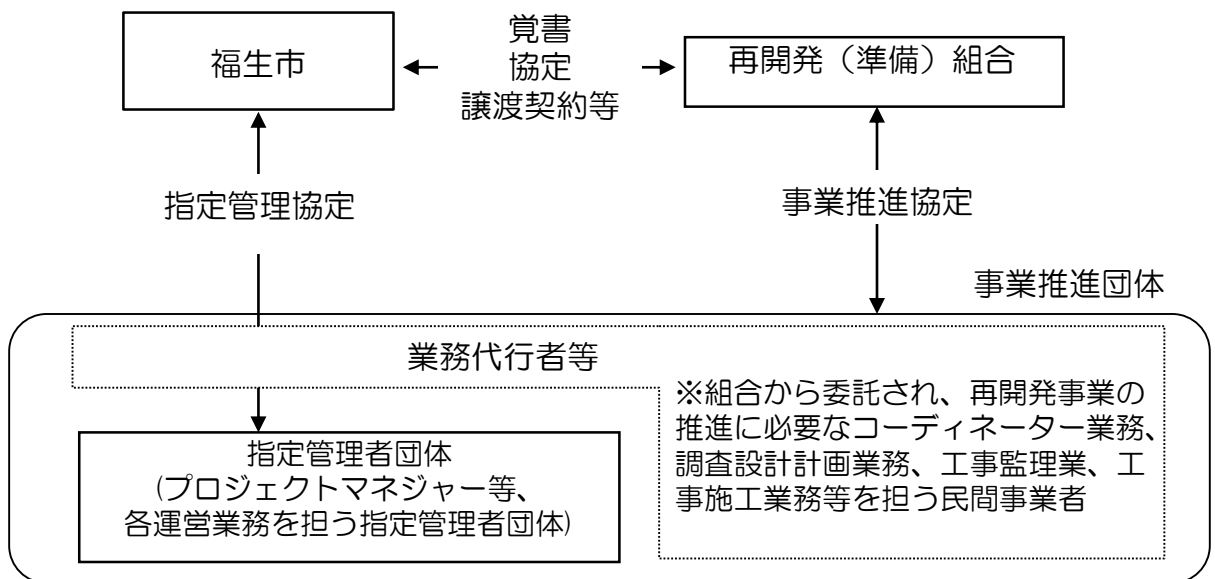 福生市
覚書
協定
譲渡契約等
再開発（準備）組合
指定管理協定
事業推進協定
事業推進団体
業務代行者等
※組合から委託され、再開発事業の
推進に必要なコーディネーター業務、
調査設計計画業務、工事監理業、工
事施工業務等を担う民間事業者
指定管理者団体
(プロジェクトマネジャー等、
各運営業務を担う指定管理者団体)